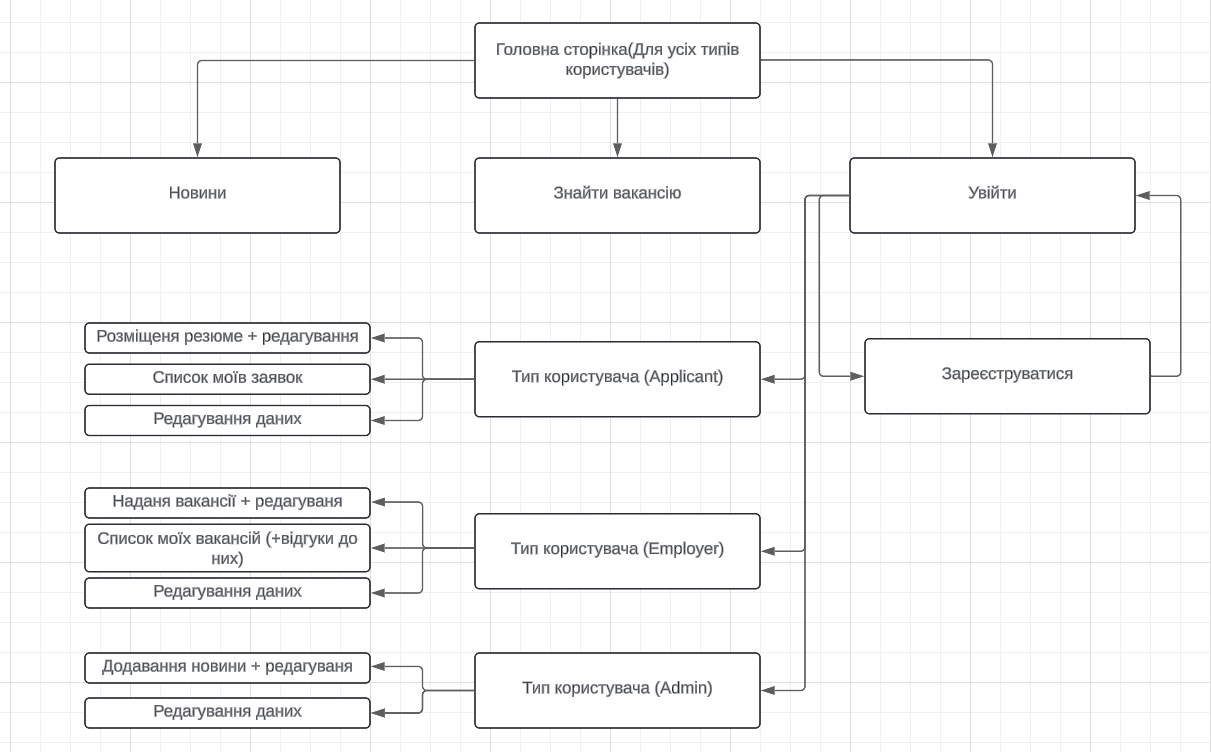 Головна сторінка(Для усіх типів
користувачів)
Новини
Знайти вакансію
Увійти
Розміщеня резюме + редагування
Список моїв заявок
Редагування даних
Тип користувача (Applicant)
Зареєструватися
Наданя вакансії + редагуваня
Список моїх вакансій (+відгуки до
них)
Редагування даних
Тип користувача (Employer)
Додавання новини + редагуваня
Редагування даних
Тип користувача (Admin)